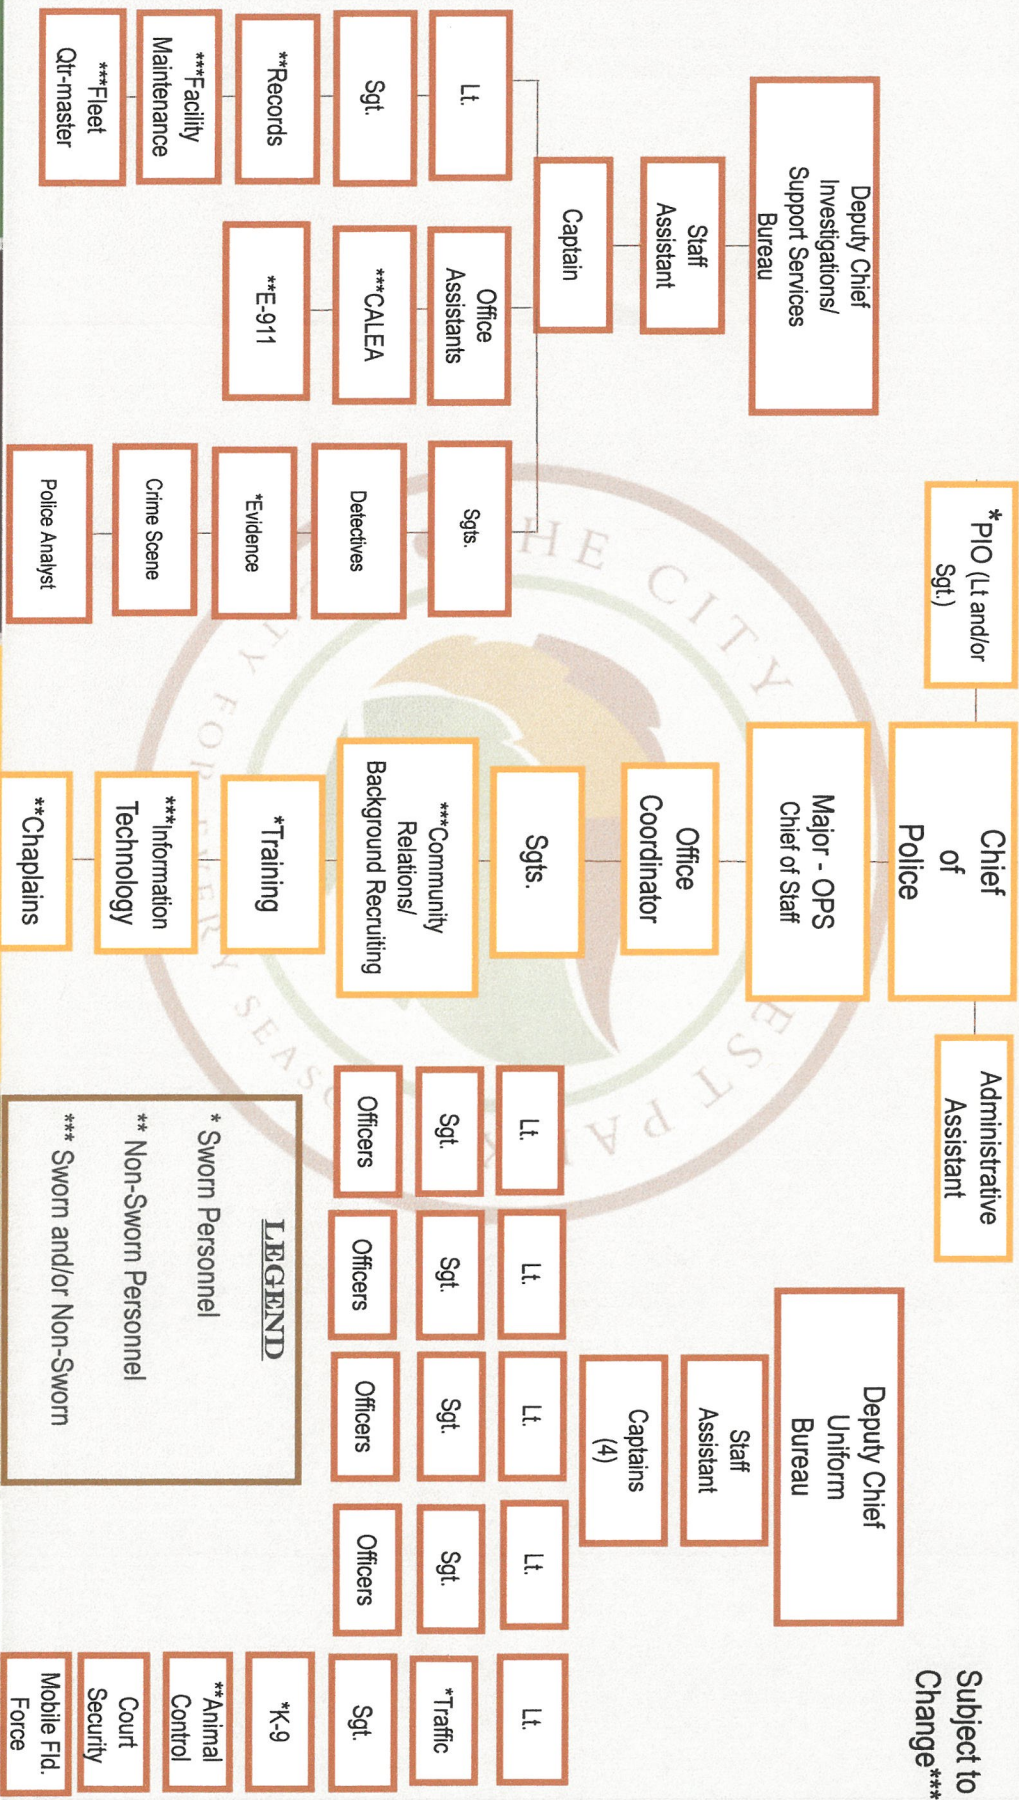 Subject to
Change***
Chief
of
Police
*PIO (Lt and/or
Sgt.)
Administrative
Assistant
Major - OPS
Chief of Staff
Office
Coordinator
Sgts.
***Community
Relations/
Background Recruiting
*Training
***Information
Technology
**Chaplains
Deputy Chief
Investigations/
Support Services
Bureau
Staff
Assistant
Captain
Lt.
Sgt.
**Records
***Facility
Maintenance
***Fleet
Qtr-master
Office
Assistants
***CALEA
**E-911
Sgts.
Detectives
*Evidence
Crime Scene
Police Analyst
Deputy Chief
Uniform
Bureau
Staff
Assistant
Captains
(4)
Lt.
Sgt.
Officers
Lt.
Sgt.
Officers
Lt.
Sgt.
Officers
Lt.
Sgt.
Officers
Lt.
*Traffic
Sgt.
*K-9
**Animal
Control
Court
Security
Mobile Fld.
Force
LEGEND
* Sworn Personnel
** Non-Sworn Personnel
*** Sworn and/or Non-Sworn